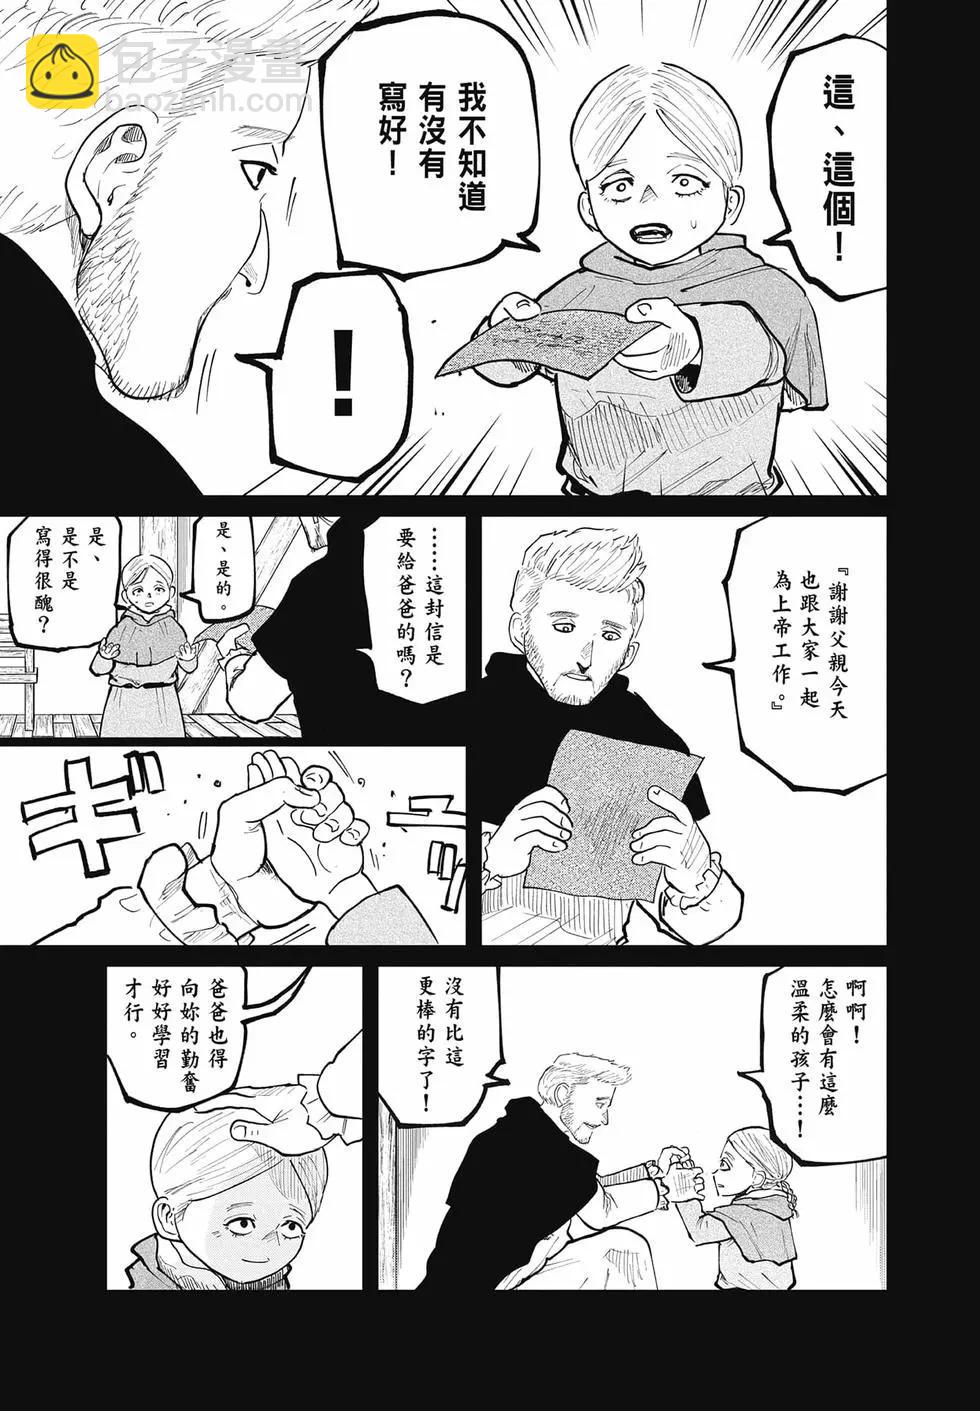 包子漫畫
baozimh.com
這、這個！
我不知道
有沒有
寫好！
！
『謝謝父親今天
也跟大家一起
為上帝工作。』
……這封信是
要給爸爸的嗎？
是、是的。
是、
是不是
寫得很醜？
ギュ
啊啊！
怎麼會有這麼
溫柔的孩子……！
沒有比這
更棒的字了！
爸爸也得
向妳的勤奮
好好學習
才行。